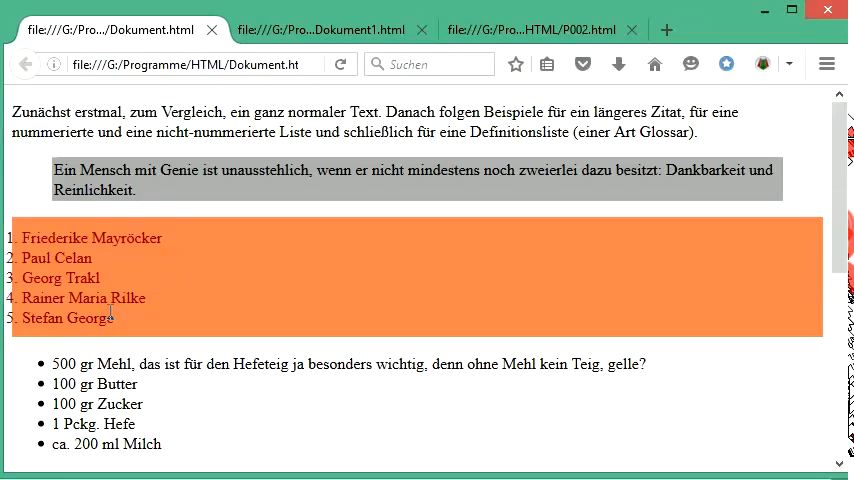 file:///G:/Pro.../Dokument.html
file:///G:/Pro...Dokument1.html
file:///G:/Pro...HTML/P002.html
file:///G:/Programme/HTML/Dokument.ht
Suchen
Zunächst erstmal, zum Vergleich, ein ganz normaler Text. Danach folgen Beispiele für ein längeres Zitat, für eine
nummerierte und eine nicht-nummerierte Liste und schließlich für eine Definitionsliste (einer Art Glossar).
Ein Mensch mit Genie ist unausstehlich, wenn er nicht mindestens noch zweierlei dazu besitzt: Dankbarkeit und
Reinlichkeit.
1. Friederike Mayröcker
2. Paul Celan
3. Georg Trakl
4. Rainer Maria Rilke
5. Stefan George
• 500 gr Mehl, das ist für den Hefeteig ja besonders wichtig, denn ohne Mehl kein Teig, gelle?
• 100 gr Butter
• 100 gr Zucker
• 1 Pckg. Hefe
• ca. 200 ml Milch